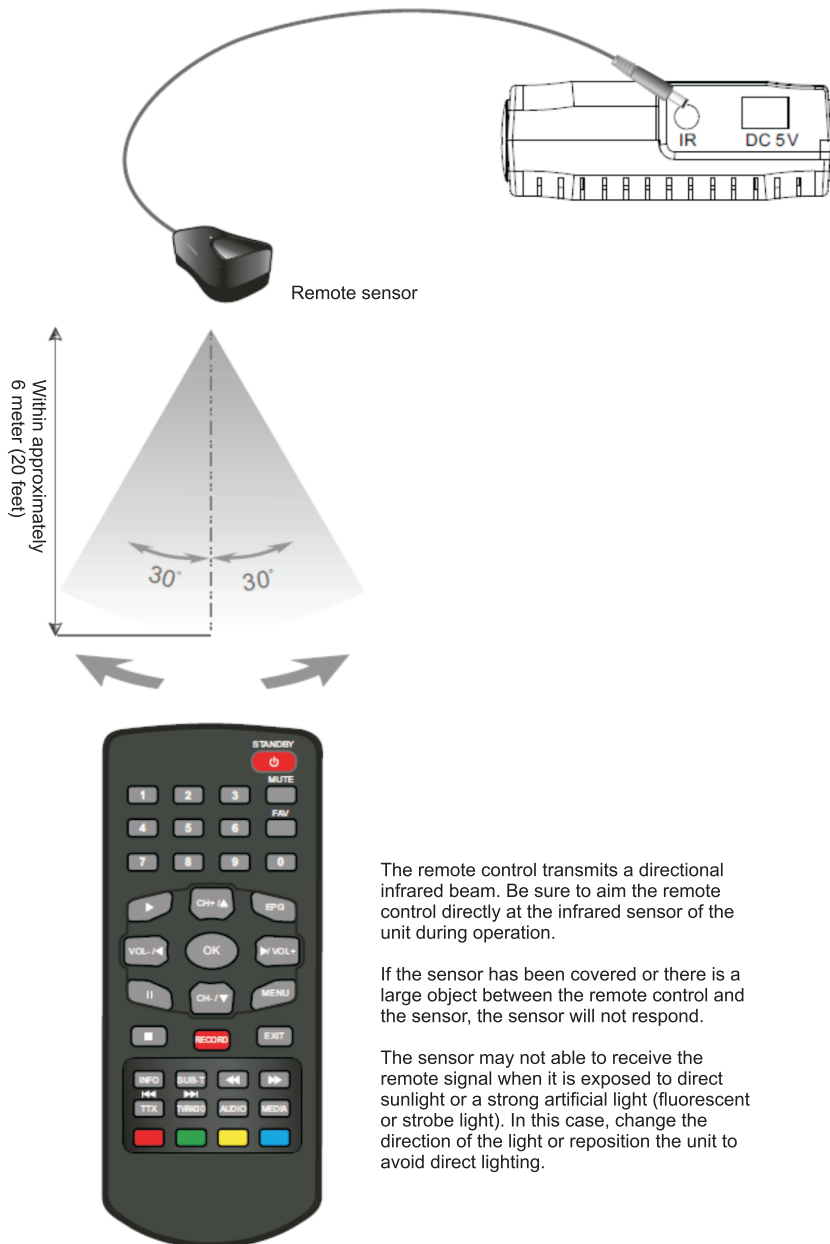 IR
DC 5V
Remote sensor
Within approximately
6 meter (20 feet)
30° 30°
STANDBY
MUTE
1 2 3
FAV
4 5 6
7 8 9 0
CH+ /▲
EPG
VOL- /◀ OK ▶/ VOL+
CH- / ▼
MENU
RECORD
EXIT
INFO SUB-T
TTX TV/RADIO AUDIO MEDIA
The remote control transmits a directional
infrared beam. Be sure to aim the remote
control directly at the infrared sensor of the
unit during operation.
If the sensor has been covered or there is a
large object between the remote control and
the sensor, the sensor will not respond.
The sensor may not able to receive the
remote signal when it is exposed to direct
sunlight or a strong artificial light (fluorescent
or strobe light). In this case, change the
direction of the light or reposition the unit to
avoid direct lighting.